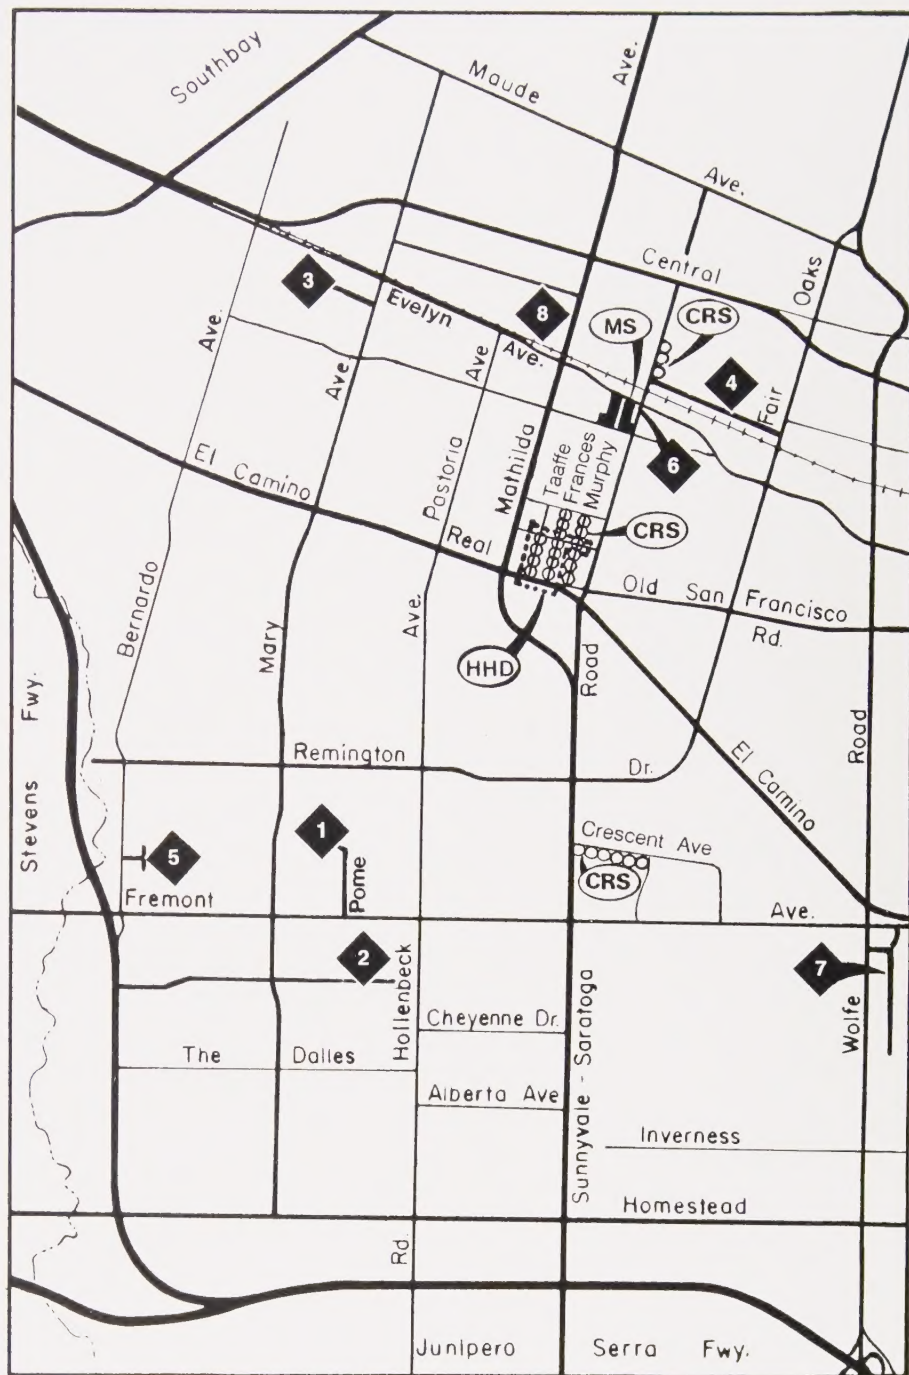 Southbay
Maude
Ave.
Ave.
Central
Oaks
3
Evelyn
8
MS
CRS
Ave.
Ave.
Ave
Ave.
4
Fair
El Camino
Pastoria
Mathilda
Taaffe
Frances
Murphy
6
CRS
Real
Old San Francisco
Rd.
Bernardo
Mary
Ave.
HHD
Road
Stevens Fwy.
Remington
Dr.
El Camino
Road
1
Crescent Ave
5
Pome
CRS
Fremont
Ave.
2
Hollenbeck
7
Cheyenne Dr.
Wolfe
The Dalles
Alberta Ave
Sunnyvale - Saratoga
Inverness
Homestead
Rd.
Junipero Serra Fwy.